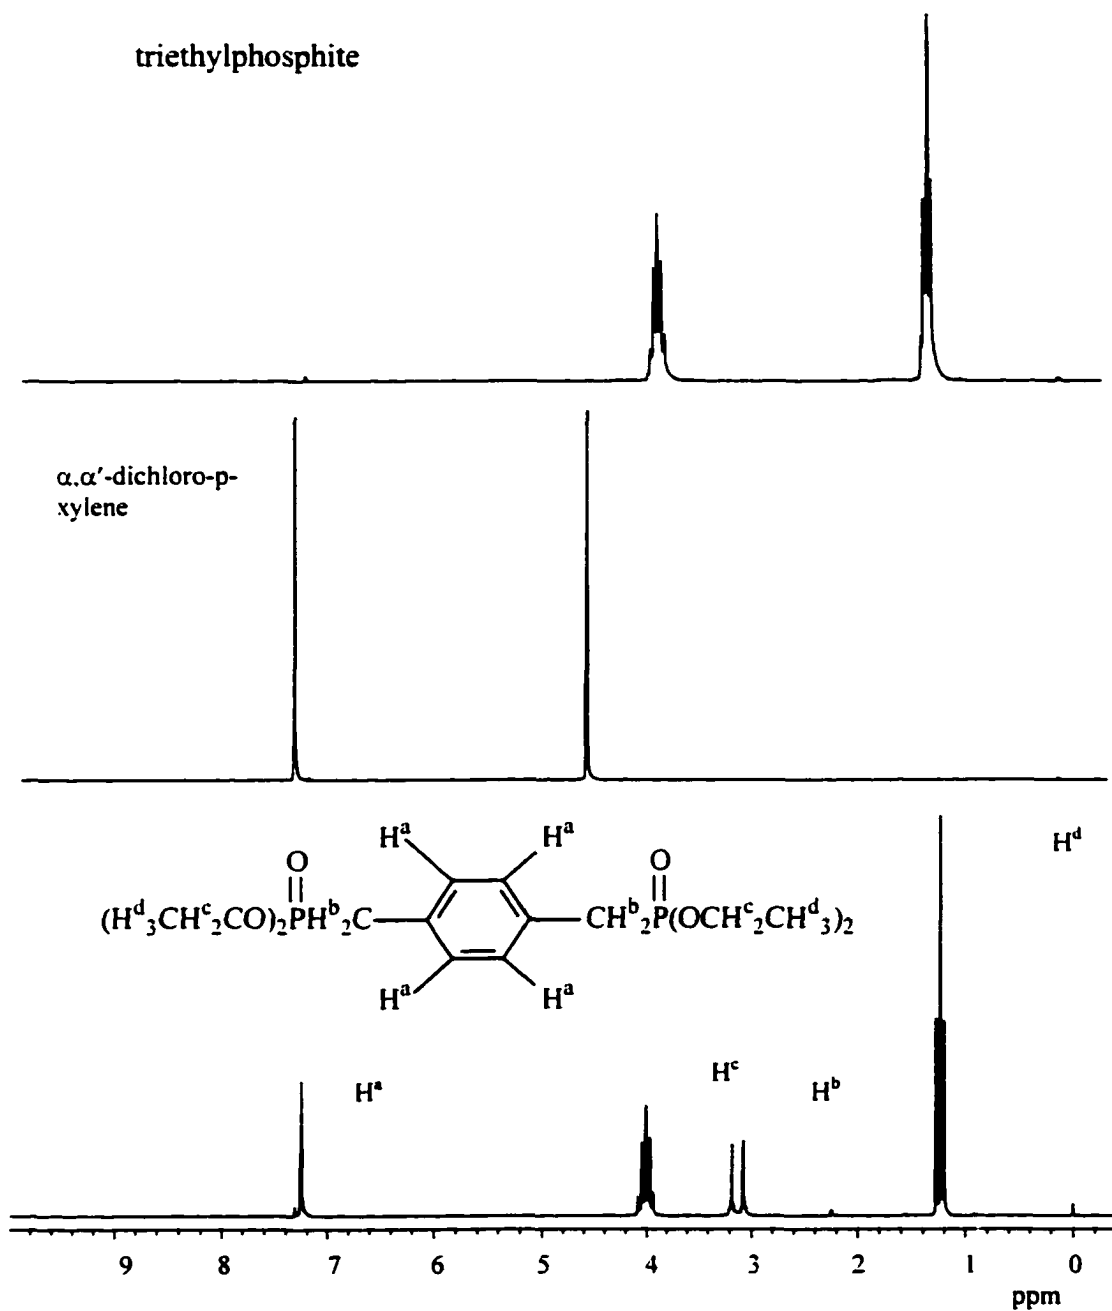 triethylphosphite
α,α′-dichloro-p-
xylene
Hᵃ Hᵃ
O O
Hᵈ
(Hᵈ₃CHᶜ₂CO)₂PHᵇ₂C CHᵇ₂P(OCHᶜ₂CHᵈ₃)₂
Hᵃ Hᵃ
Hᵃ Hᶜ Hᵇ
9 8 7 6 5 4 3 2 1 0
ppm